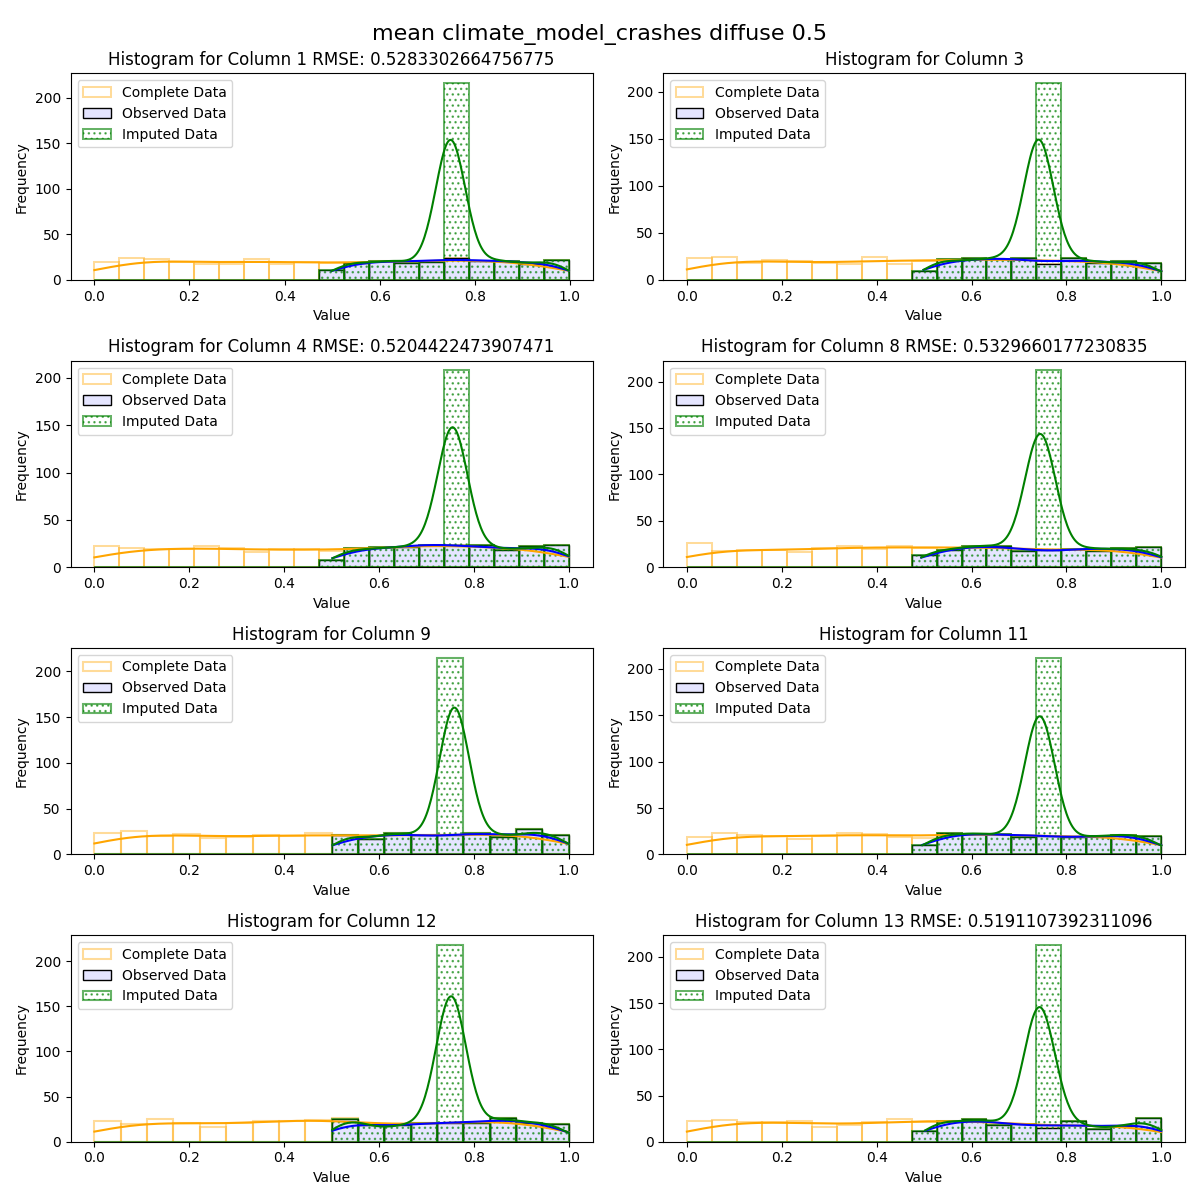 mean climate_model_crashes diffuse 0.5
Histogram for Column 1 RMSE: 0.5283302664756775
Complete Data
Observed Data
Imputed Data
Frequency
200
150
100
50
0
0.0 0.2 0.4 0.6 0.8 1.0
Value
Histogram for Column 3
Complete Data
Observed Data
Imputed Data
Frequency
200
150
100
50
0
0.0 0.2 0.4 0.6 0.8 1.0
Value
Histogram for Column 4 RMSE: 0.5204422473907471
Complete Data
Observed Data
Imputed Data
Frequency
200
150
100
50
0
0.0 0.2 0.4 0.6 0.8 1.0
Value
Histogram for Column 8 RMSE: 0.5329660177230835
Complete Data
Observed Data
Imputed Data
Frequency
200
150
100
50
0
0.0 0.2 0.4 0.6 0.8 1.0
Value
Histogram for Column 9
Complete Data
Observed Data
Imputed Data
Frequency
200
150
100
50
0
0.0 0.2 0.4 0.6 0.8 1.0
Value
Histogram for Column 11
Complete Data
Observed Data
Imputed Data
Frequency
200
150
100
50
0
0.0 0.2 0.4 0.6 0.8 1.0
Value
Histogram for Column 12
Complete Data
Observed Data
Imputed Data
Frequency
200
150
100
50
0
0.0 0.2 0.4 0.6 0.8 1.0
Value
Histogram for Column 13 RMSE: 0.5191107392311096
Complete Data
Observed Data
Imputed Data
Frequency
200
150
100
50
0
0.0 0.2 0.4 0.6 0.8 1.0
Value